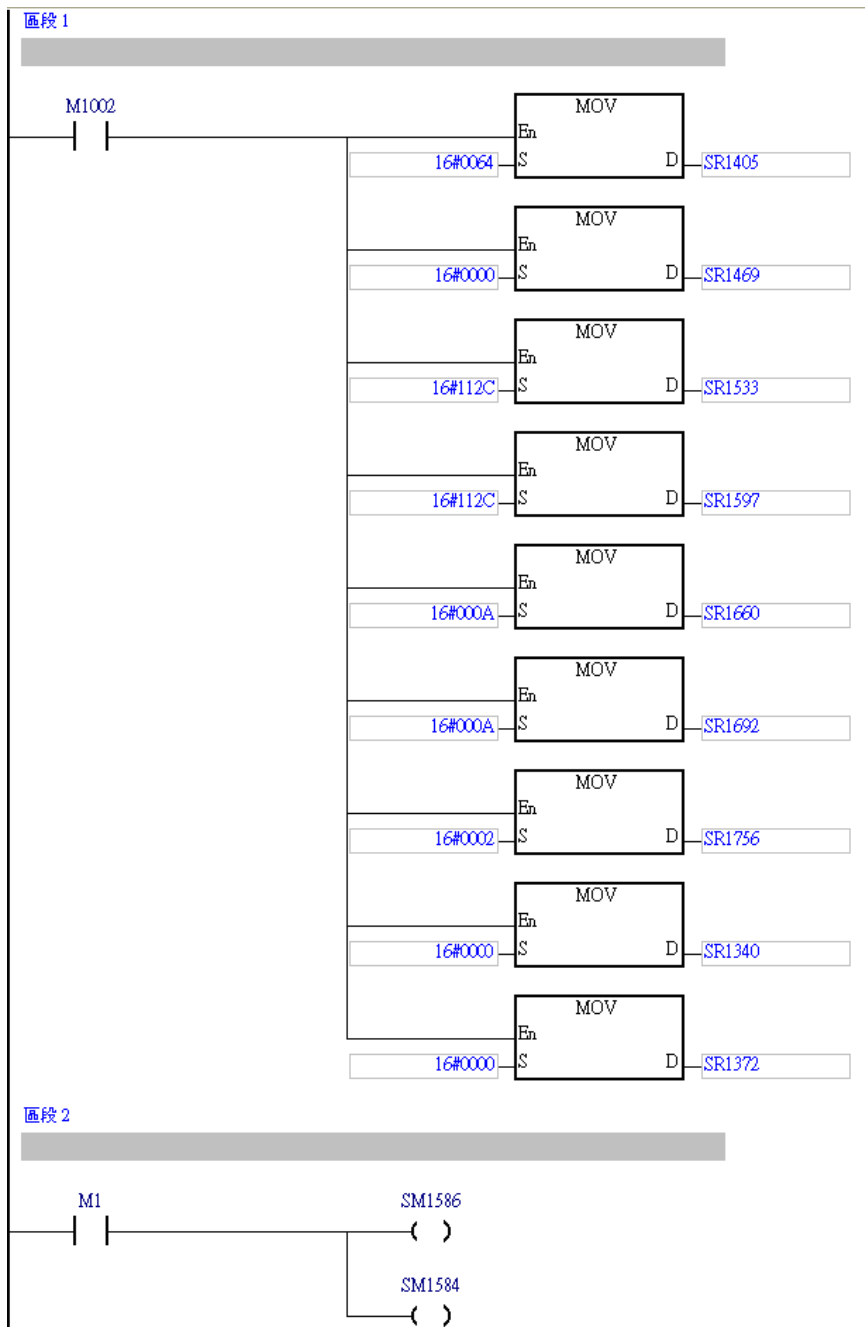 區段 1
M1002
MOV
En
16#0064 S D SR1405
MOV
En
16#0000 S D SR1469
MOV
En
16#112C S D SR1533
MOV
En
16#112C S D SR1597
MOV
En
16#000A S D SR1660
MOV
En
16#000A S D SR1692
MOV
En
16#0002 S D SR1756
MOV
En
16#0000 S D SR1340
MOV
En
16#0000 S D SR1372
區段 2
M1 SM1586
SM1584